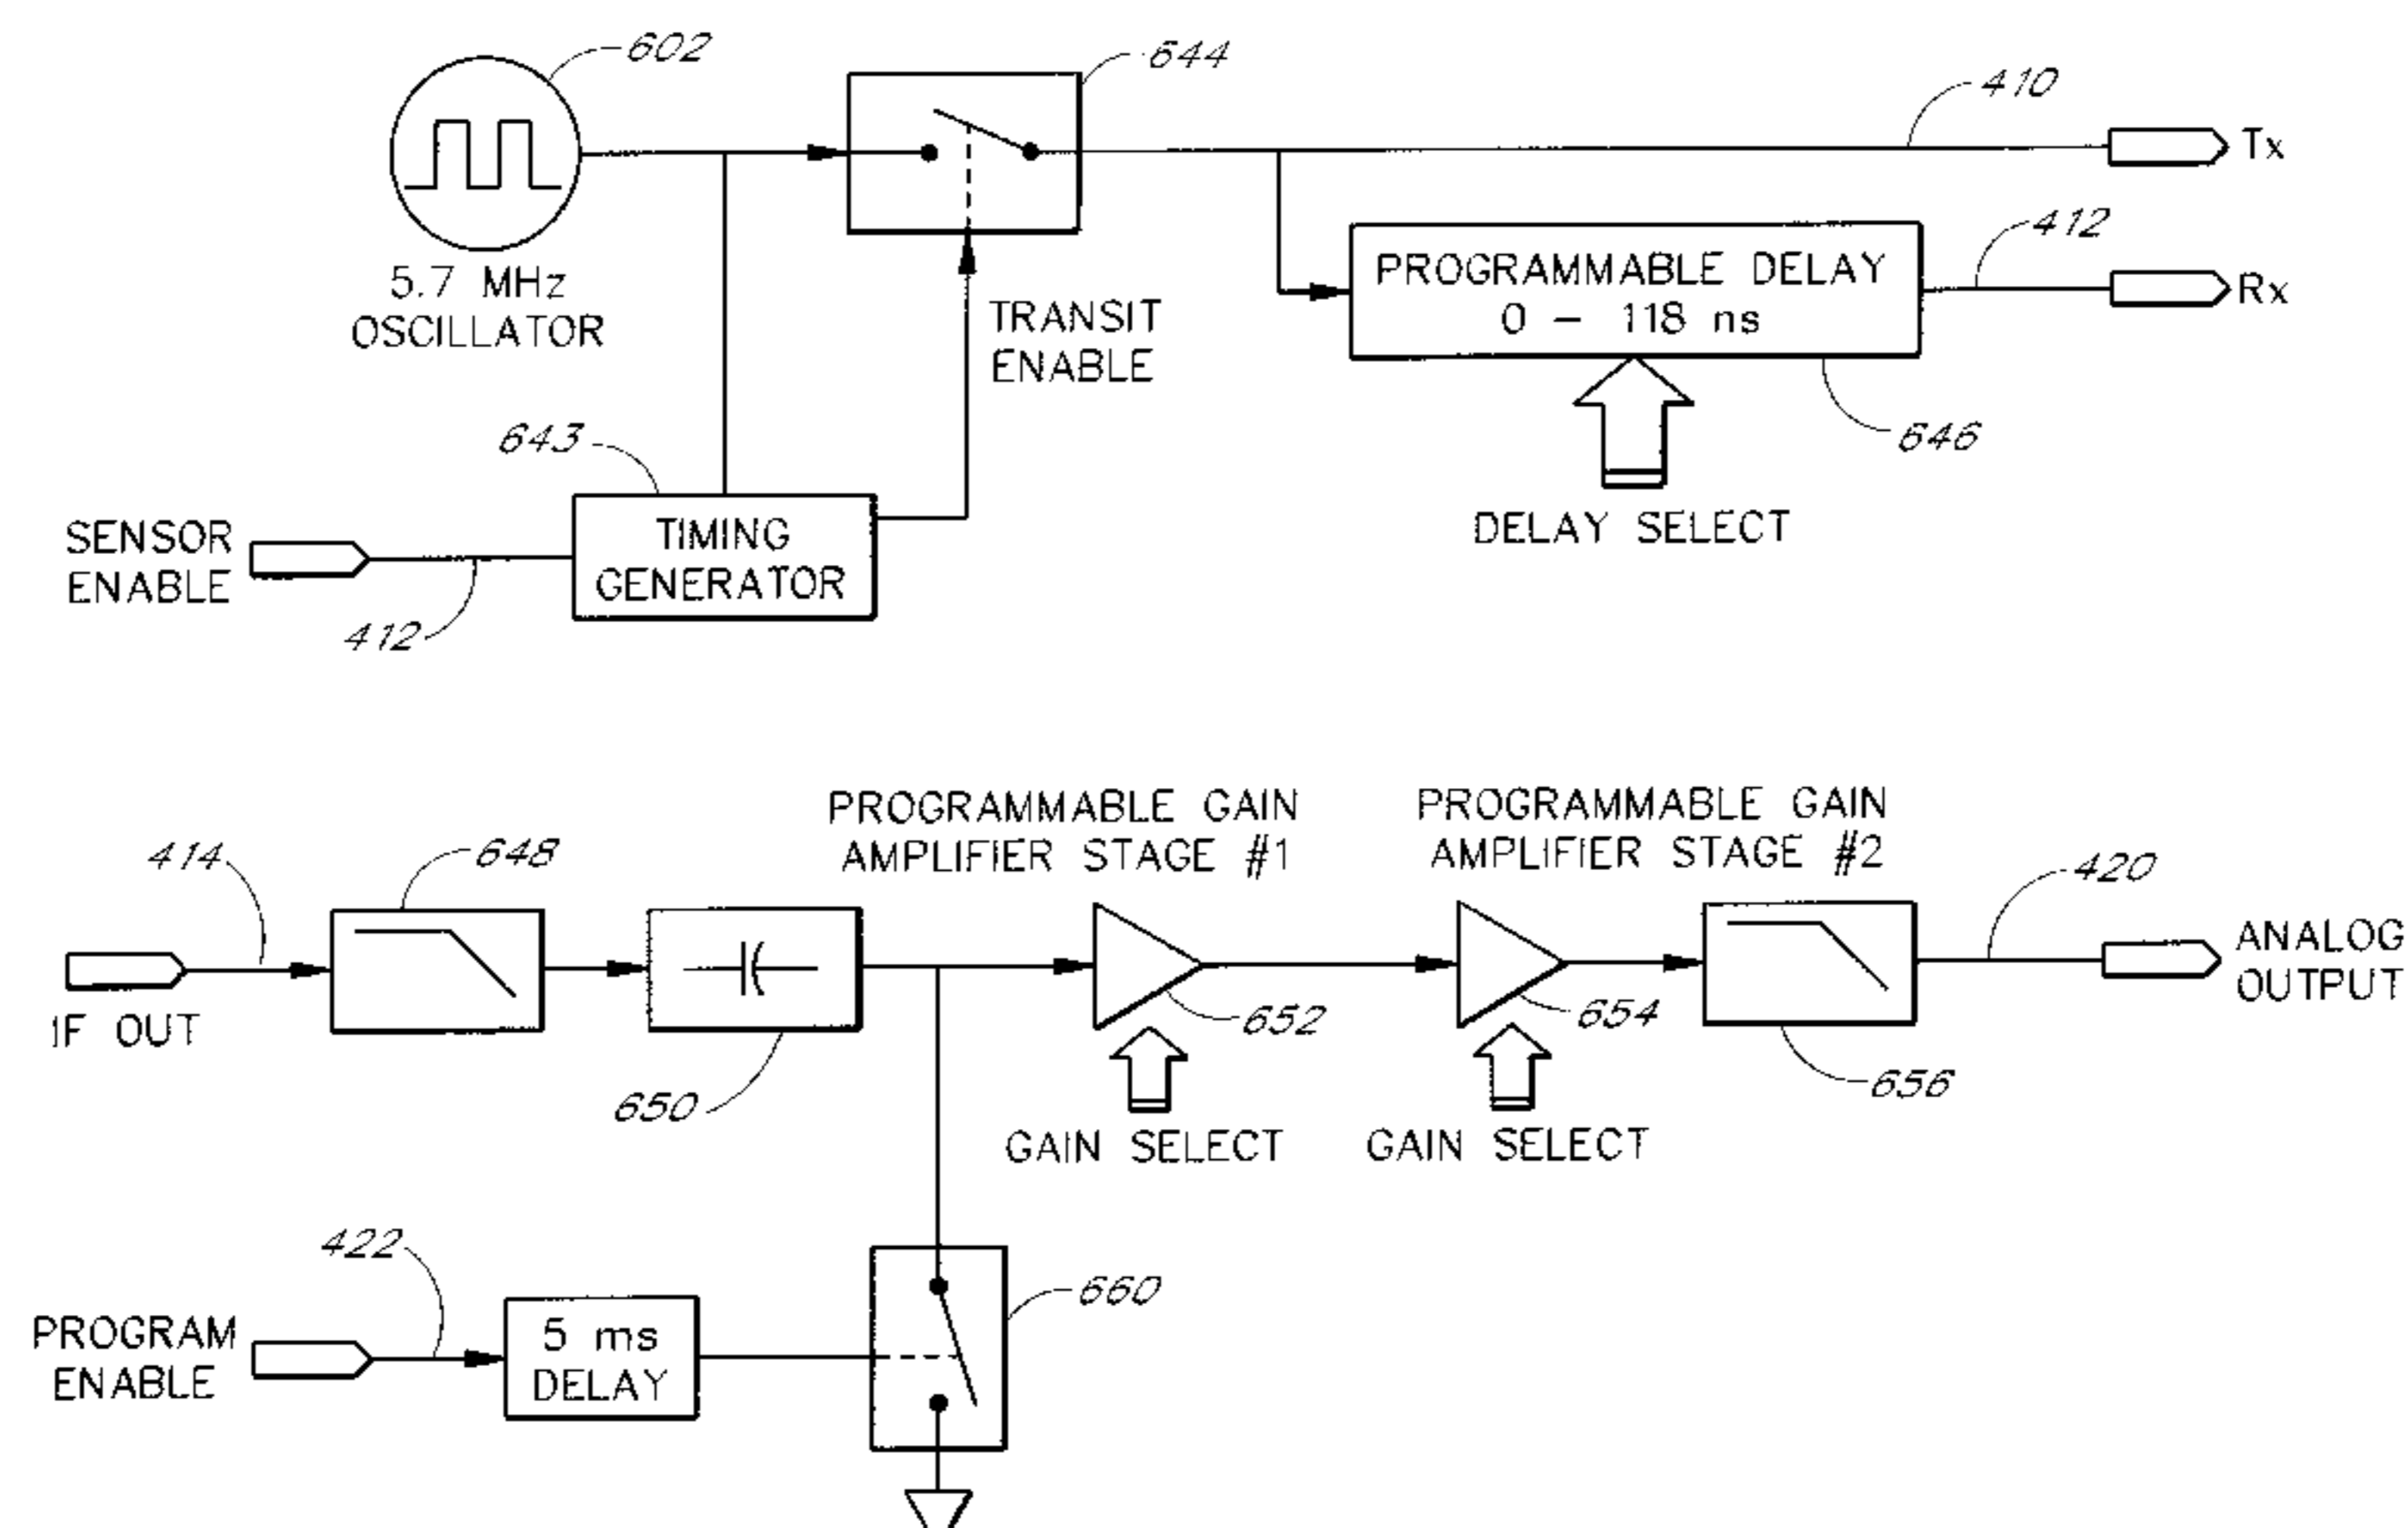 602
644
410
Tx
5.7 MHz
OSCILLATOR
412
PROGRAMMABLE DELAY
0 - 118 ns
Rx
TRANSIT
ENABLE
646
643
DELAY SELECT
SENSOR
ENABLE
TIMING
GENERATOR
412
PROGRAMMABLE GAIN
AMPLIFIER STAGE #1
PROGRAMMABLE GAIN
AMPLIFIER STAGE #2
414
648
420
ANALOG
OUTPUT
IF OUT
652
654
650
656
GAIN SELECT
GAIN SELECT
422
660
PROGRAM
ENABLE
5 ms
DELAY